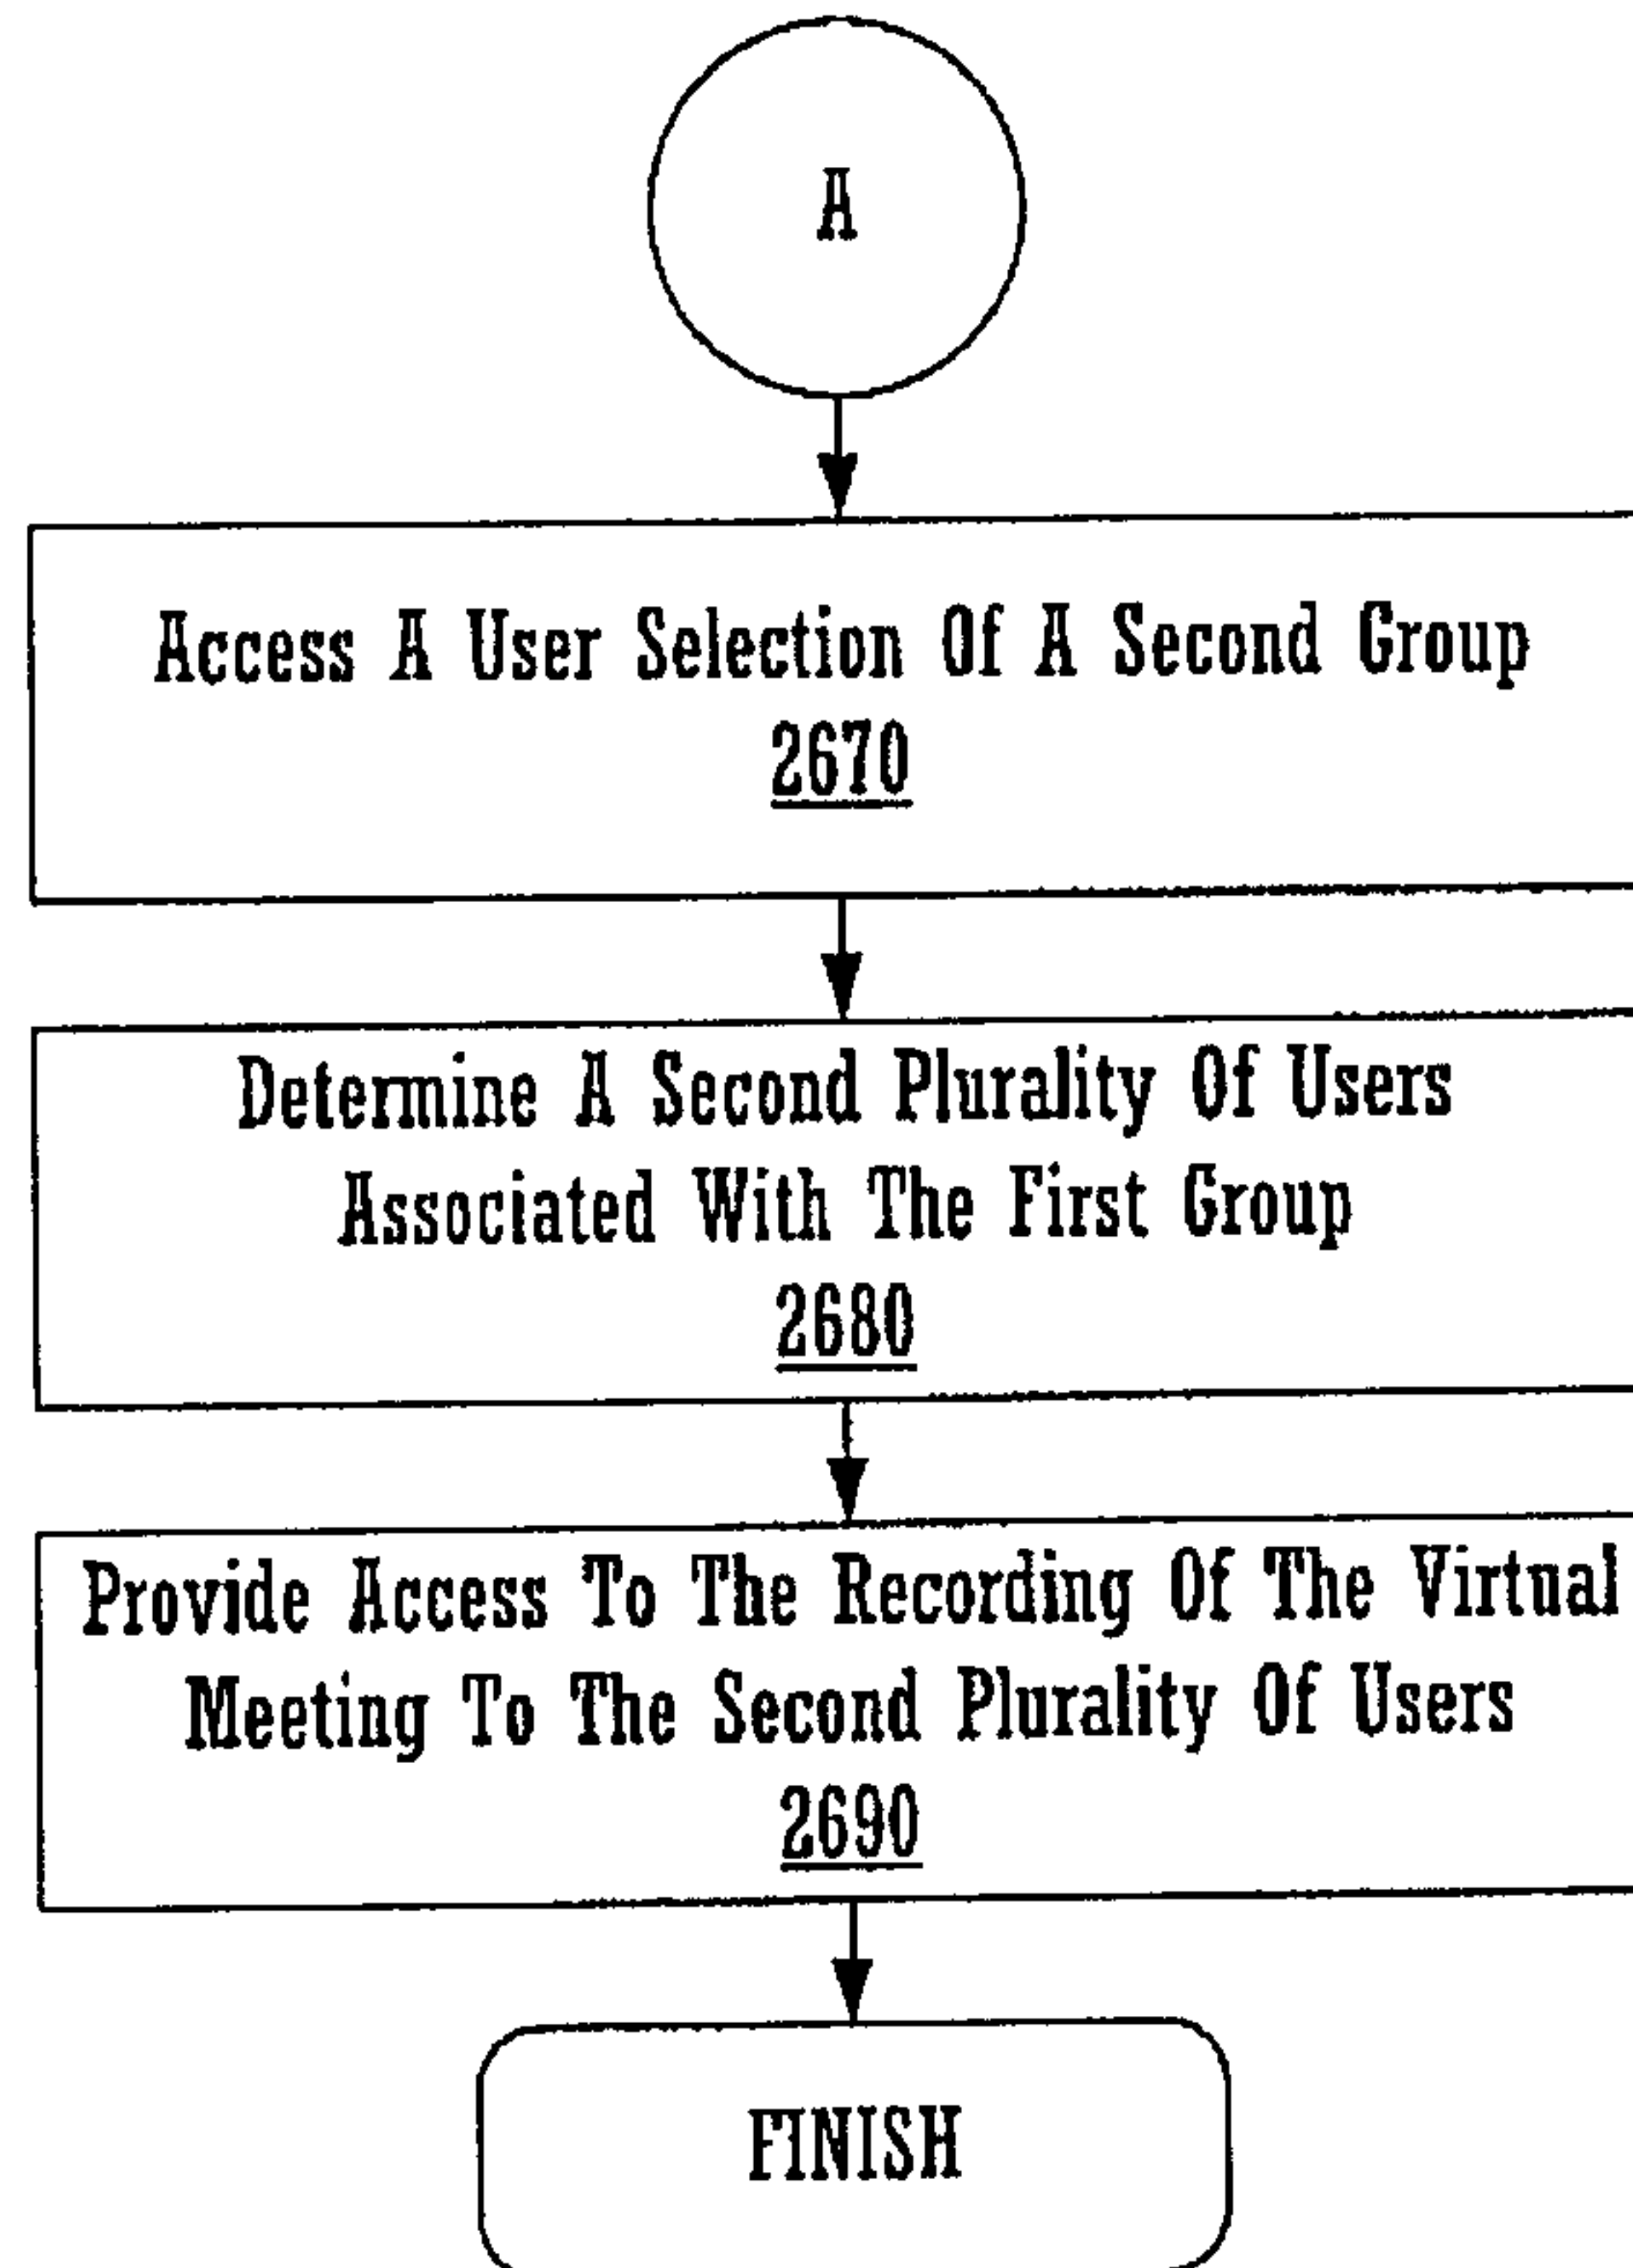 A
Access A User Selection Of A Second Group
2670
Determine A Second Plurality Of Users
Associated With The First Group
2680
Provide Access To The Recording Of The Virtual
Meeting To The Second Plurality Of Users
2690
FINISH